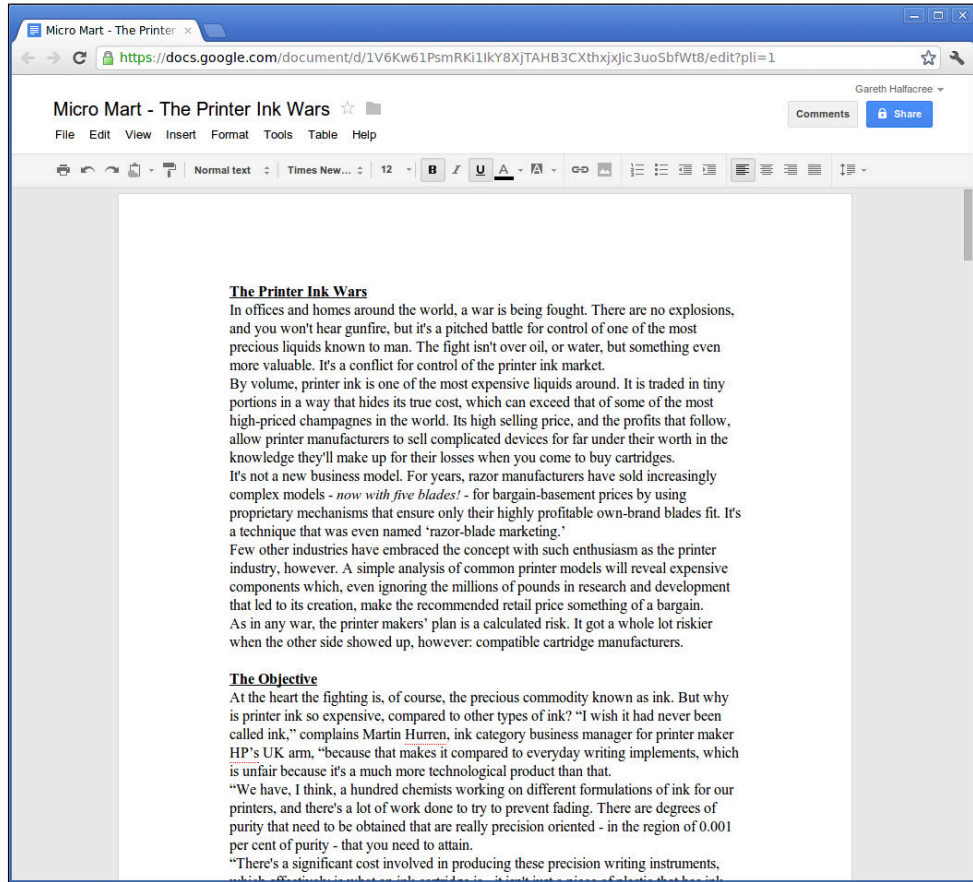 Micro Mart - The Printer
https://docs.google.com/document/d/1V6Kw61PsmRKi1IkY8XjTAHB3CXthxjxJic3uoSbfWt8/edit?pli=1
Gareth Halfacree
Micro Mart - The Printer Ink Wars
Comments Share
File Edit View Insert Format Tools Table Help
Normal text Times New... 12 B I U A A
The Printer Ink Wars
In offices and homes around the world, a war is being fought. There are no explosions,
and you won't hear gunfire, but it's a pitched battle for control of one of the most
precious liquids known to man. The fight isn't over oil, or water, but something even
more valuable. It's a conflict for control of the printer ink market.
By volume, printer ink is one of the most expensive liquids around. It is traded in tiny
portions in a way that hides its true cost, which can exceed that of some of the most
high-priced champagnes in the world. Its high selling price, and the profits that follow,
allow printer manufacturers to sell complicated devices for far under their worth in the
knowledge they'll make up for their losses when you come to buy cartridges.
It's not a new business model. For years, razor manufacturers have sold increasingly
complex models - now with five blades! - for bargain-basement prices by using
proprietary mechanisms that ensure only their highly profitable own-brand blades fit. It's
a technique that was even named ‘razor-blade marketing.’
Few other industries have embraced the concept with such enthusiasm as the printer
industry, however. A simple analysis of common printer models will reveal expensive
components which, even ignoring the millions of pounds in research and development
that led to its creation, make the recommended retail price something of a bargain.
As in any war, the printer makers’ plan is a calculated risk. It got a whole lot riskier
when the other side showed up, however: compatible cartridge manufacturers.
The Objective
At the heart the fighting is, of course, the precious commodity known as ink. But why
is printer ink so expensive, compared to other types of ink? “I wish it had never been
called ink,” complains Martin Hurren, ink category business manager for printer maker
HP’s UK arm, “because that makes it compared to everyday writing implements, which
is unfair because it's a much more technological product than that.
“We have, I think, a hundred chemists working on different formulations of ink for our
printers, and there's a lot of work done to try to prevent fading. There are degrees of
purity that need to be obtained that are really precision oriented - in the region of 0.001
per cent of purity - that you need to attain.
“There's a significant cost involved in producing these precision writing instruments,
which effectively is what an ink cartridge is - it isn't just a piece of plastic that has ink